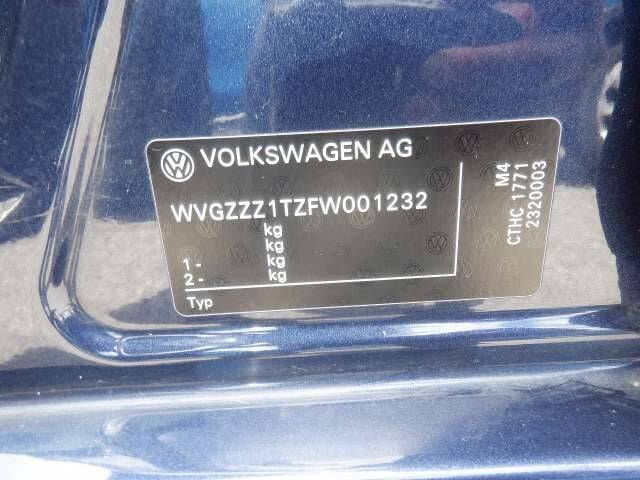 VOLKSWAGEN AG
WVGZZZ1TZFW001232
kg
kg
1 - kg
2 - kg
Typ
M4
CTHC 1771
2320003